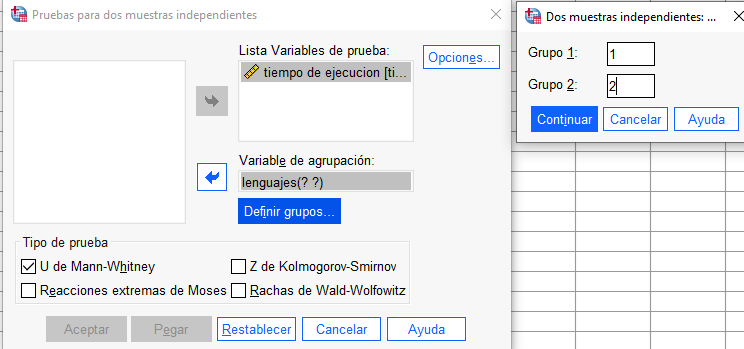 Pruebas para dos muestras independientes
Lista Variables de prueba:
tiempo de ejecucion [ti...
Opciones...
Variable de agrupación:
lenguajes(? ?)
Definir grupos...
Tipo de prueba
U de Mann-Whitney
Z de Kolmogorov-Smirnov
Reacciones extremas de Moses
Rachas de Wald-Wolfowitz
Aceptar
Pegar
Restablecer
Cancelar
Ayuda
Dos muestras independientes: ...
Grupo 1:
1
Grupo 2:
2
Continuar
Cancelar
Ayuda